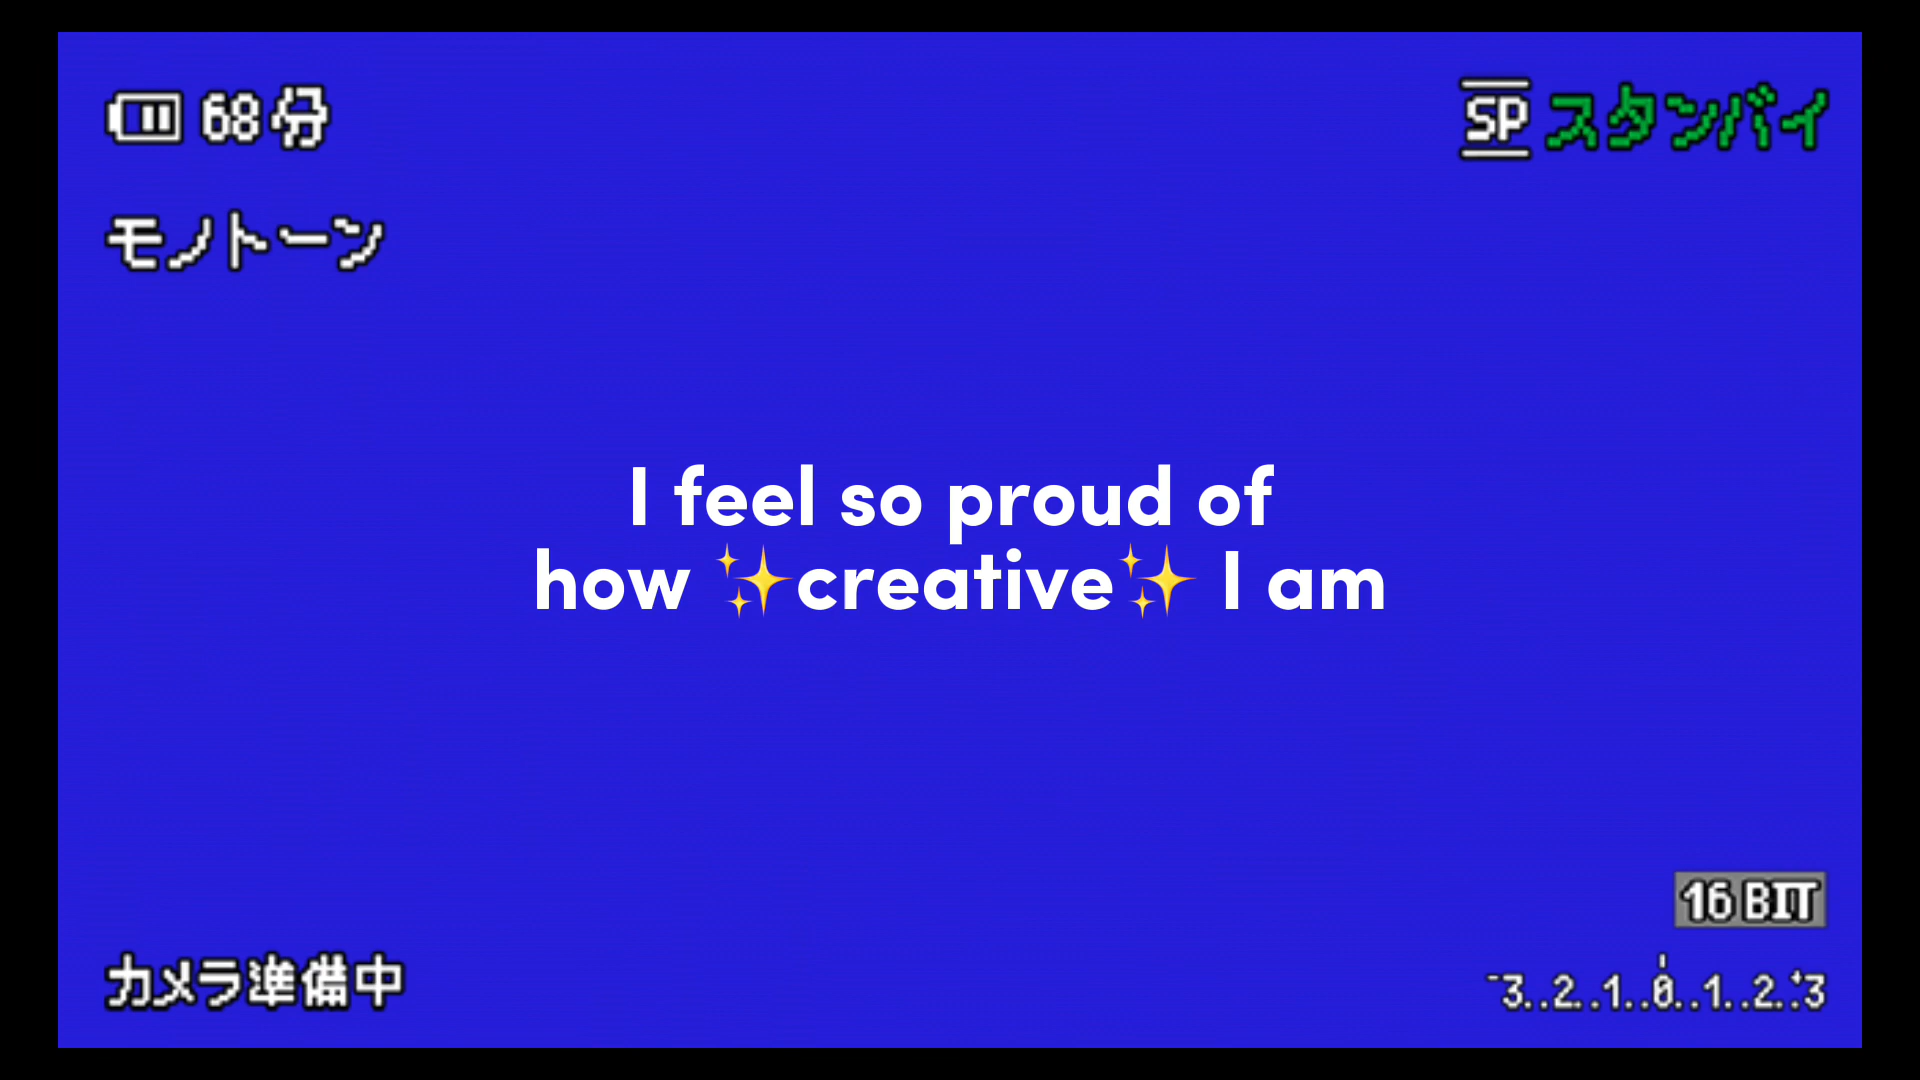 68分
SP スタンバイ
モノトーン
I feel so proud of
how ✨creative✨ I am
16 BIT
カメラ準備中
-3..2..1..0..1..2..+3